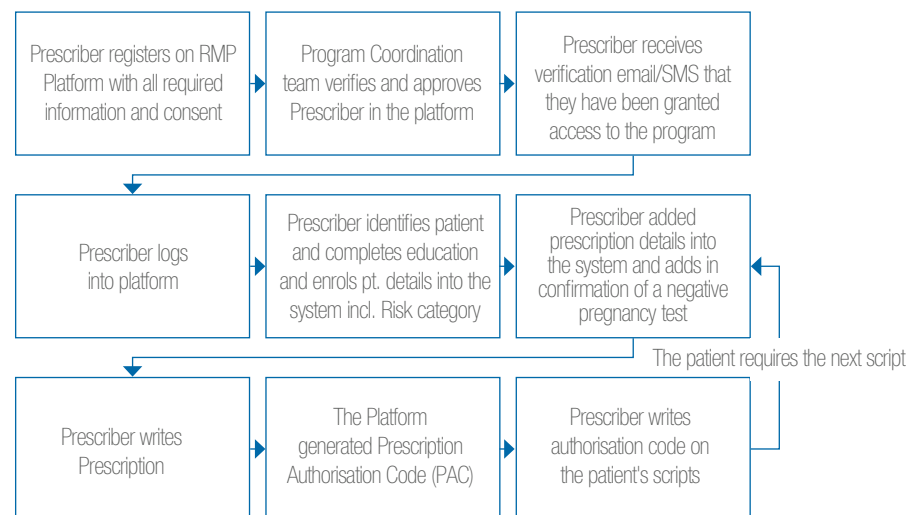 Prescriber registers on RMP
Platform with all required
information and consent
Program Coordination
team verifies and approves
Prescriber in the platform
Prescriber receives
verification email/SMS that
they have been granted
access to the program
Prescriber logs
into platform
Prescriber identifies patient
and completes education
and enrols pt. details into the
system incl. Risk category
Prescriber added
prescription details into
the system and adds in
confirmation of a negative
pregnancy test
The patient requires the next script
Prescriber writes
Prescription
The Platform
generated Prescription
Authorisation Code (PAC)
Prescriber writes
authorisation code on
the patient's scripts